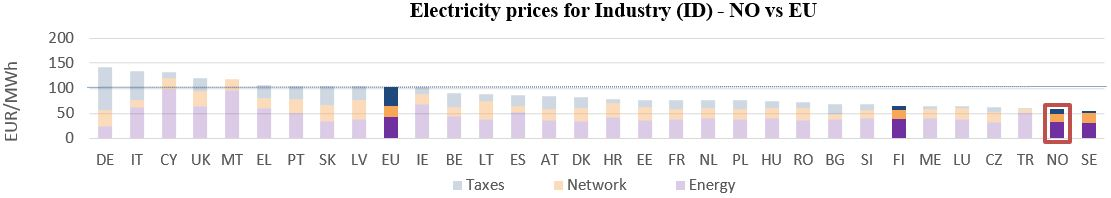 Electricity prices for Industry (ID) - NO vs EU
EUR/MWh
200
150
100
50
0
DE IT CY UK MT EL PT SK LV EU IE BE LT ES AT DK HR EE FR NL PL HU RO BG SI FI ME LU CZ TR NO SE
Taxes Network Energy